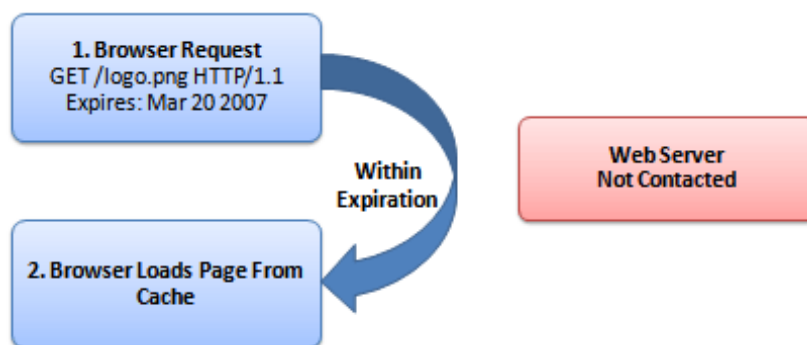 1. Browser Request
GET /logo.png HTTP/1.1
Expires: Mar 20 2007
Within
Expiration
Web Server
Not Contacted
2. Browser Loads Page From
Cache